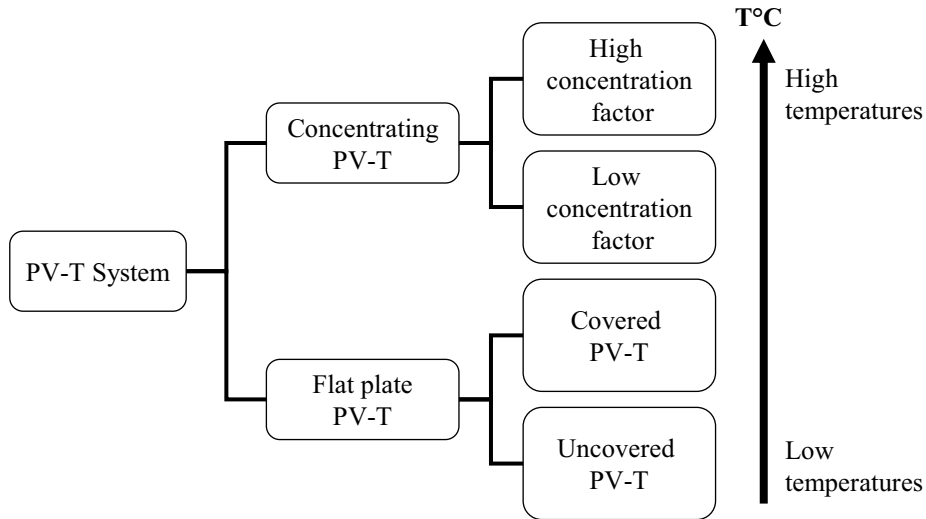 T°C
High
concentration
factor
High
temperatures
Concentrating
PV-T
Low
concentration
factor
PV-T System
Covered
PV-T
Flat plate
PV-T
Uncovered
PV-T
Low
temperatures